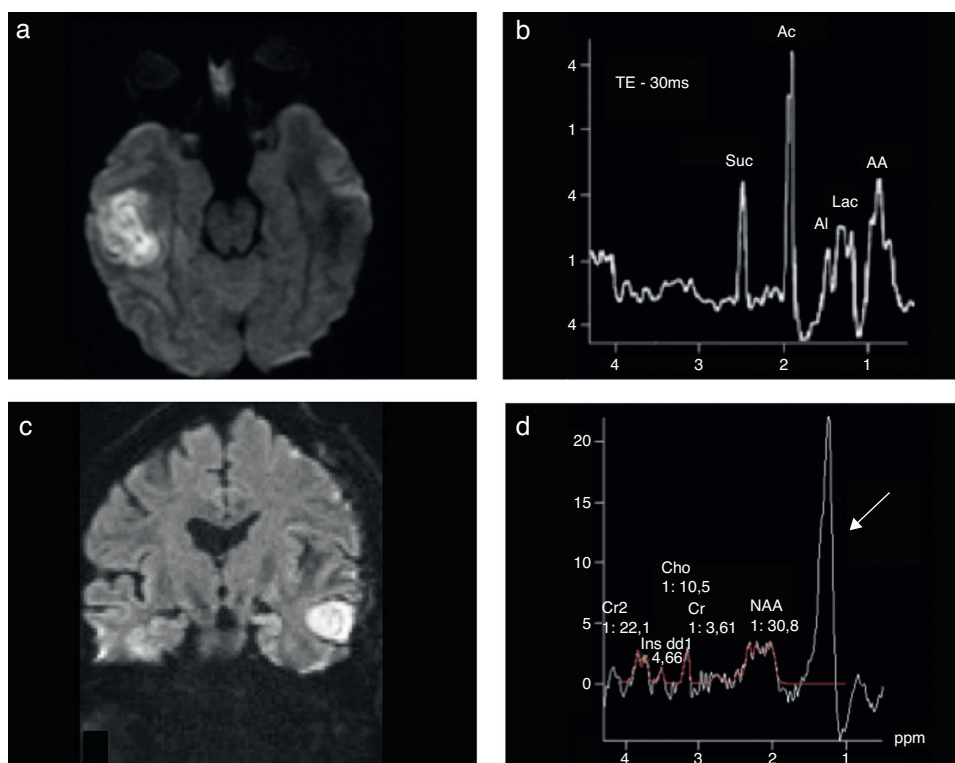 a
b
Ac
4
TE - 30ms
1
Suc
AA
4
Lac
Al
1
4
4 3 2 1
c
d
20
15
10
Cho
1: 10,5
Cr2
Cr
NAA
5
1: 22,1
1: 3,61
1: 30,8
Ins dd1
4,66
0
ppm
4 3 2 1